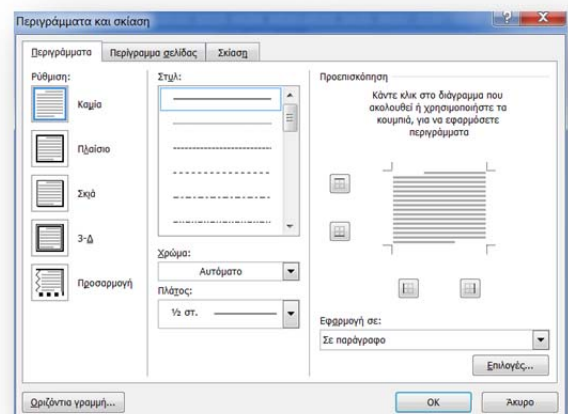 Περιγράμματα και σκίαση
Περιγράμματα
Περίγραμμα σελίδας
Σκίαση
Ρύθμιση:
Καμία
Πλαίσιο
Σκιά
3-Δ
Προσαρμογή
Στυλ:
Χρώμα:
Αυτόματο
Πλάτος:
½ στ.
Προεπισκόπηση
Κάντε κλικ στο διάγραμμα που
ακολουθεί ή χρησιμοποιήστε τα
κουμπιά, για να εφαρμόσετε
περιγράμματα
Εφαρμογή σε:
Σε παράγραφο
Επιλογές...
Οριζόντια γραμμή...
OK
Άκυρο